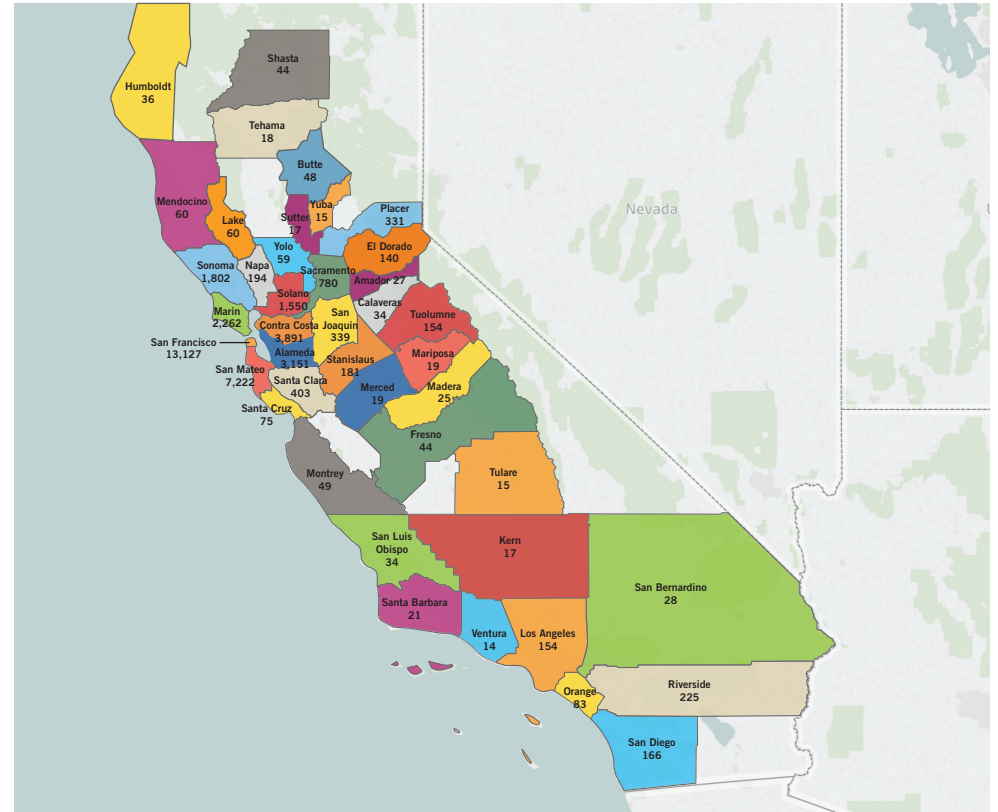 Shasta
44
Humboldt
36
Tehama
18
Butte
48
Mendocino
60
Lake
60
Sutter
17
Yuba
15
Placer
331
Nevada
Yolo
59
El Dorado
140
Sonoma
1,802
Napa
194
Sacramento
780
Amador 27
Solano
1,550
Calaveras
34
Marin
2,262
Contra Costa
3,891
San
Joaquin
339
Tuolumne
154
San Francisco
13,127
Alameda
3,151
Stanislaus
181
Mariposa
19
San Mateo
7,222
Santa Clara
403
Merced
19
Madera
25
Santa Cruz
75
Fresno
44
Montrey
49
Tulare
15
San Luis
Obispo
34
Kern
17
San Bernardino
28
Santa Barbara
21
Ventura
14
Los Angeles
154
Orange
83
Riverside
225
San Diego
166